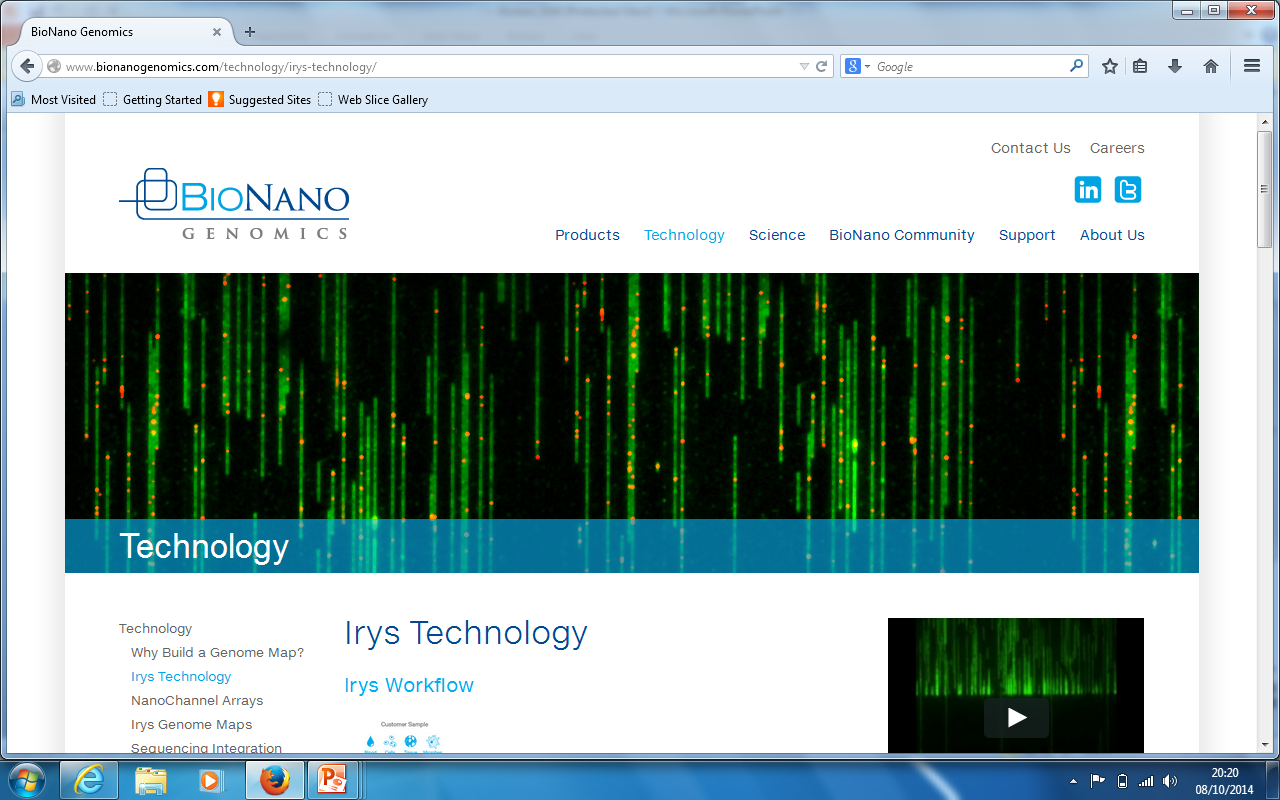 BioNano Genomics
www.bionanogenomics.com/technology/irys-technology/
Google
Most Visited Getting Started Suggested Sites Web Slice Gallery
Contact Us Careers
BIONANO
GENOMICS
Products Technology Science BioNano Community Support About Us
Technology
Technology
Why Build a Genome Map?
Irys Technology
NanoChannel Arrays
Irys Genome Maps
Sequencing Integration
Irys Technology
Irys Workflow
Customer Sample
20:20
08/10/2014